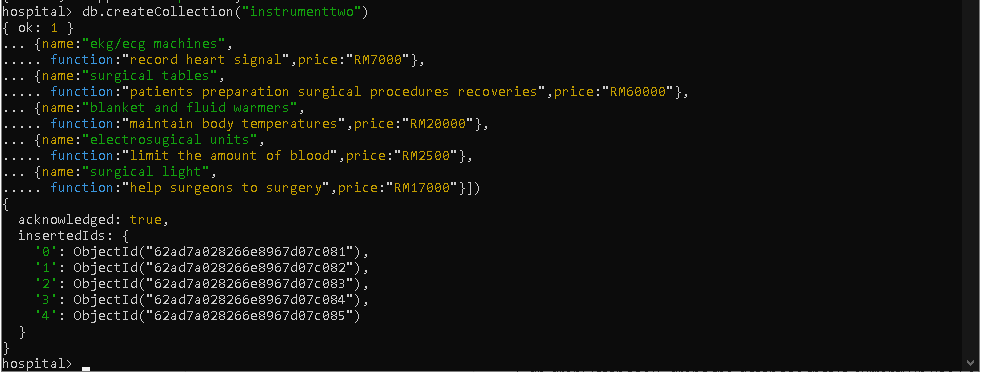 hospital> db.createCollection("instrumenttwo")
{ ok: 1 }
... {name:"ekg/ecg machines",
..... function:"record heart signal",price:"RM7000"},
... {name:"surgical tables",
..... function:"patients preparation surgical procedures recoveries",price:"RM60000"},
... {name:"blanket and fluid warmers",
..... function:"maintain body temperatures",price:"RM20000"},
... {name:"electrosugical units",
..... function:"limit the amount of blood",price:"RM2500"},
... {name:"surgical light",
..... function:"help surgeons to surgery",price:"RM17000"}])
{
  acknowledged: true,
  insertedIds: {
    '0': ObjectId("62ad7a028266e8967d07c081"),
    '1': ObjectId("62ad7a028266e8967d07c082"),
    '2': ObjectId("62ad7a028266e8967d07c083"),
    '3': ObjectId("62ad7a028266e8967d07c084"),
    '4': ObjectId("62ad7a028266e8967d07c085")
  }
}
hospital>